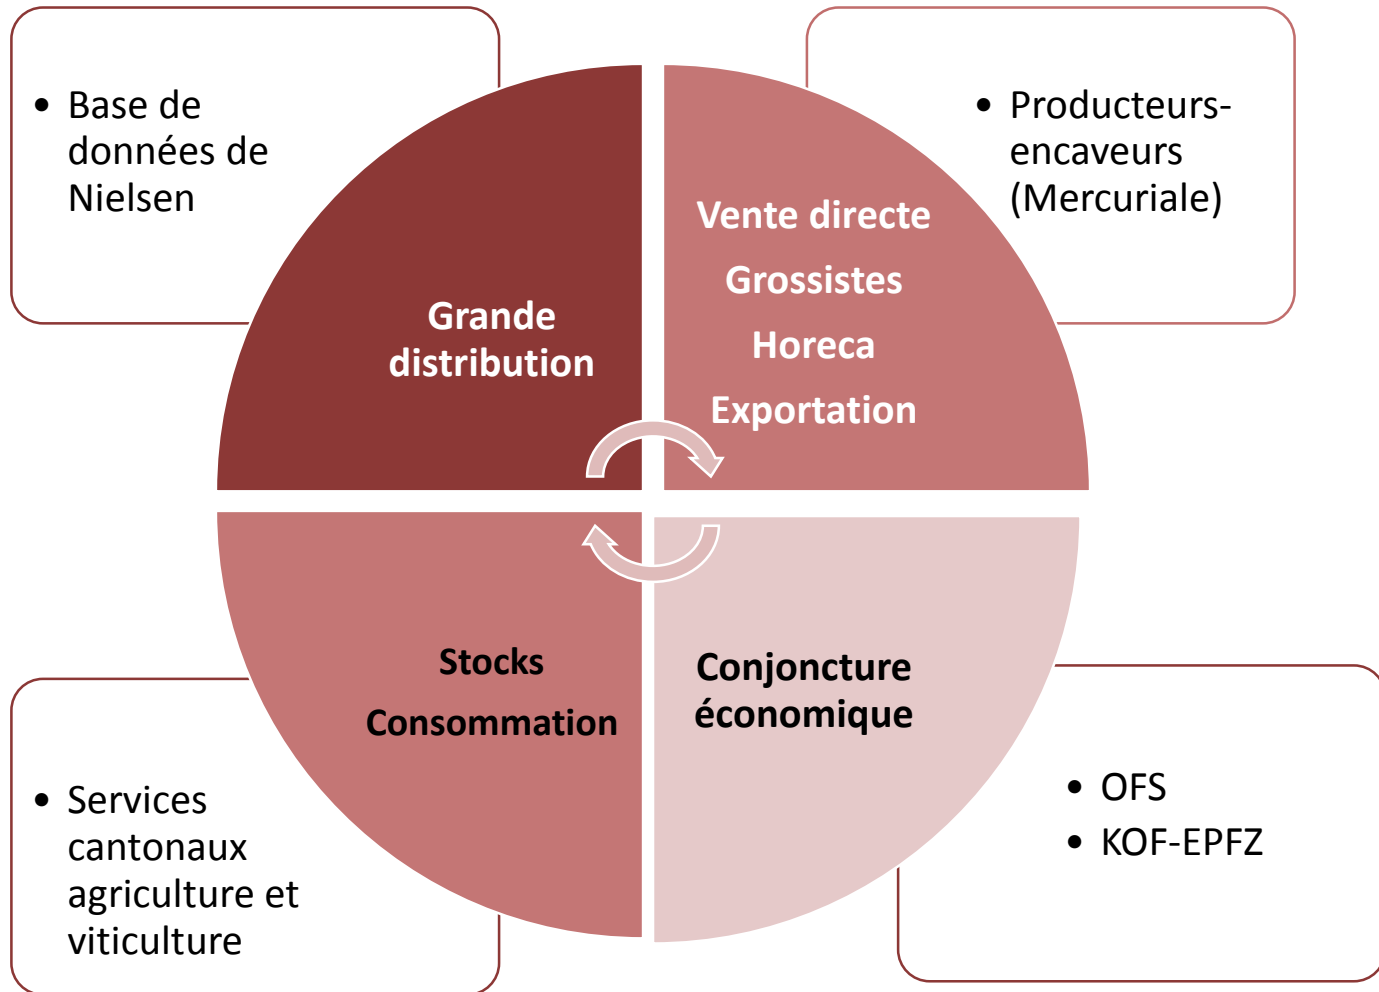 • Base de
données de
Nielsen
• Producteurs-
encaveurs
(Mercuriale)
Grande
distribution
Vente directe
Grossistes
Horeca
Exportation
Stocks
Consommation
Conjoncture
économique
• Services
cantonaux
agriculture et
viticulture
• OFS
• KOF-EPFZ